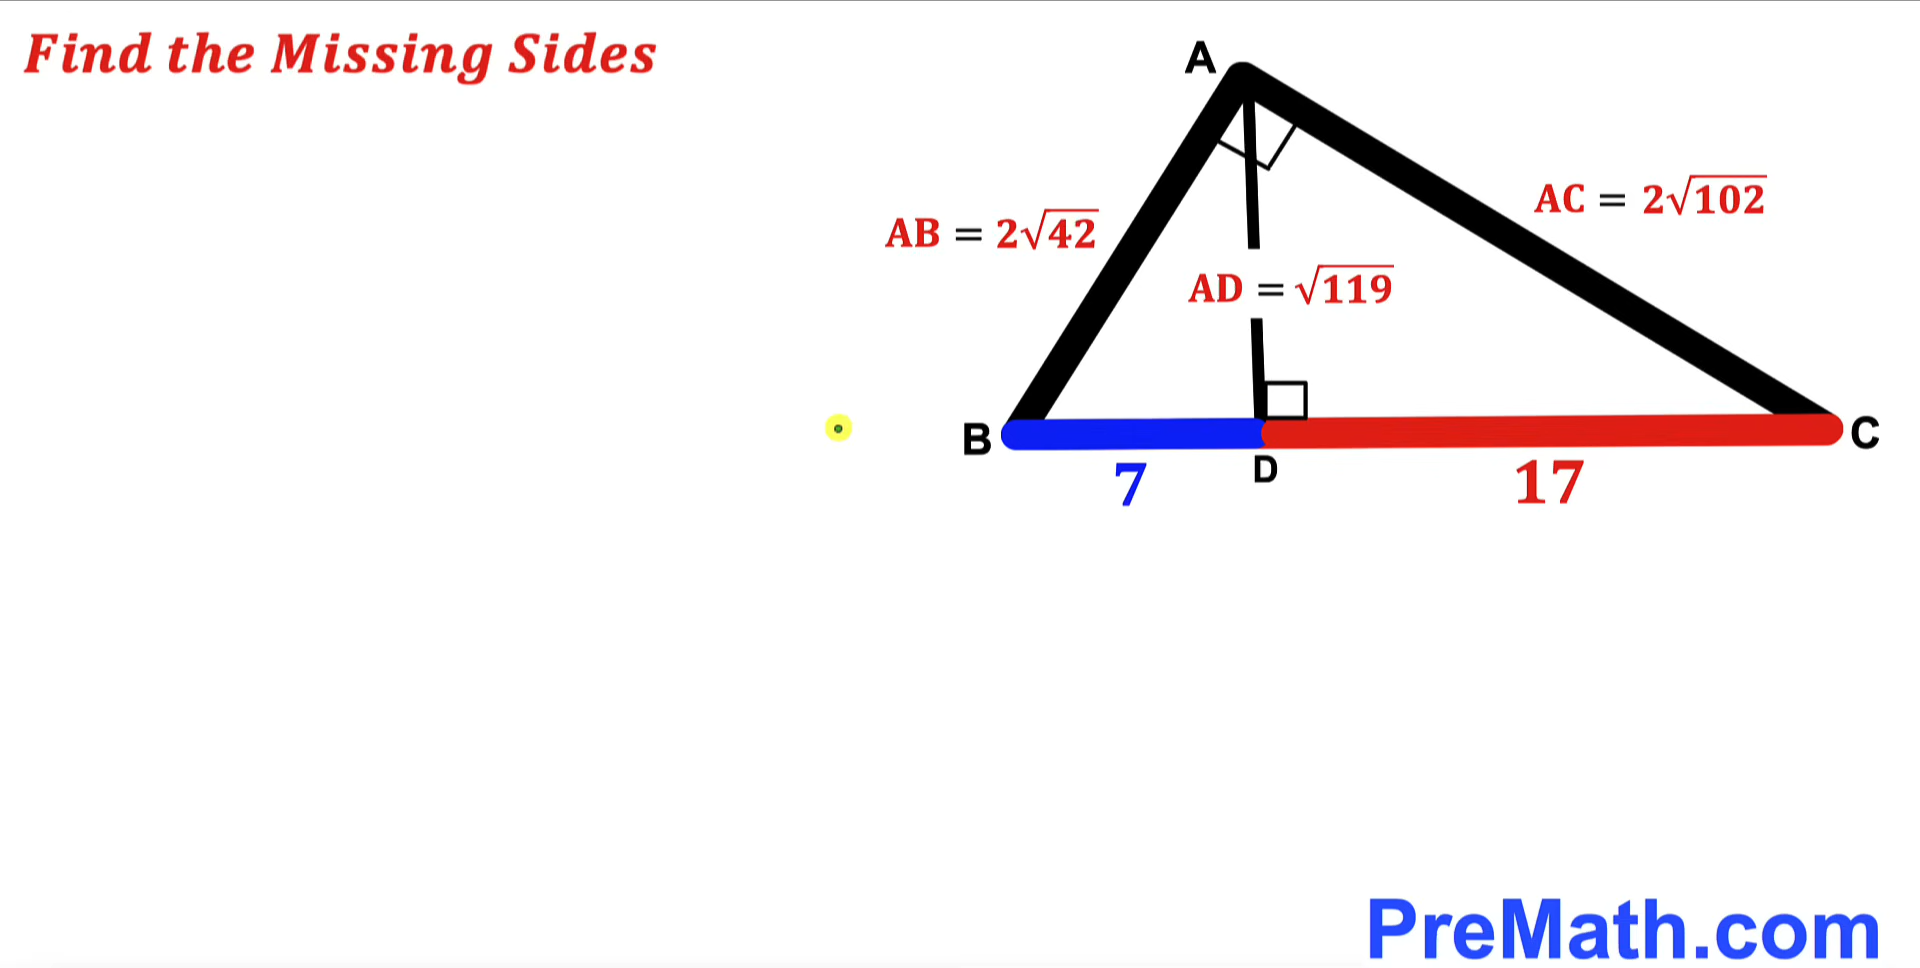 Find the Missing Sides
A
AB = 2√42
AC = 2√102
AD = √119
B
D
C
7
17
PreMath.com